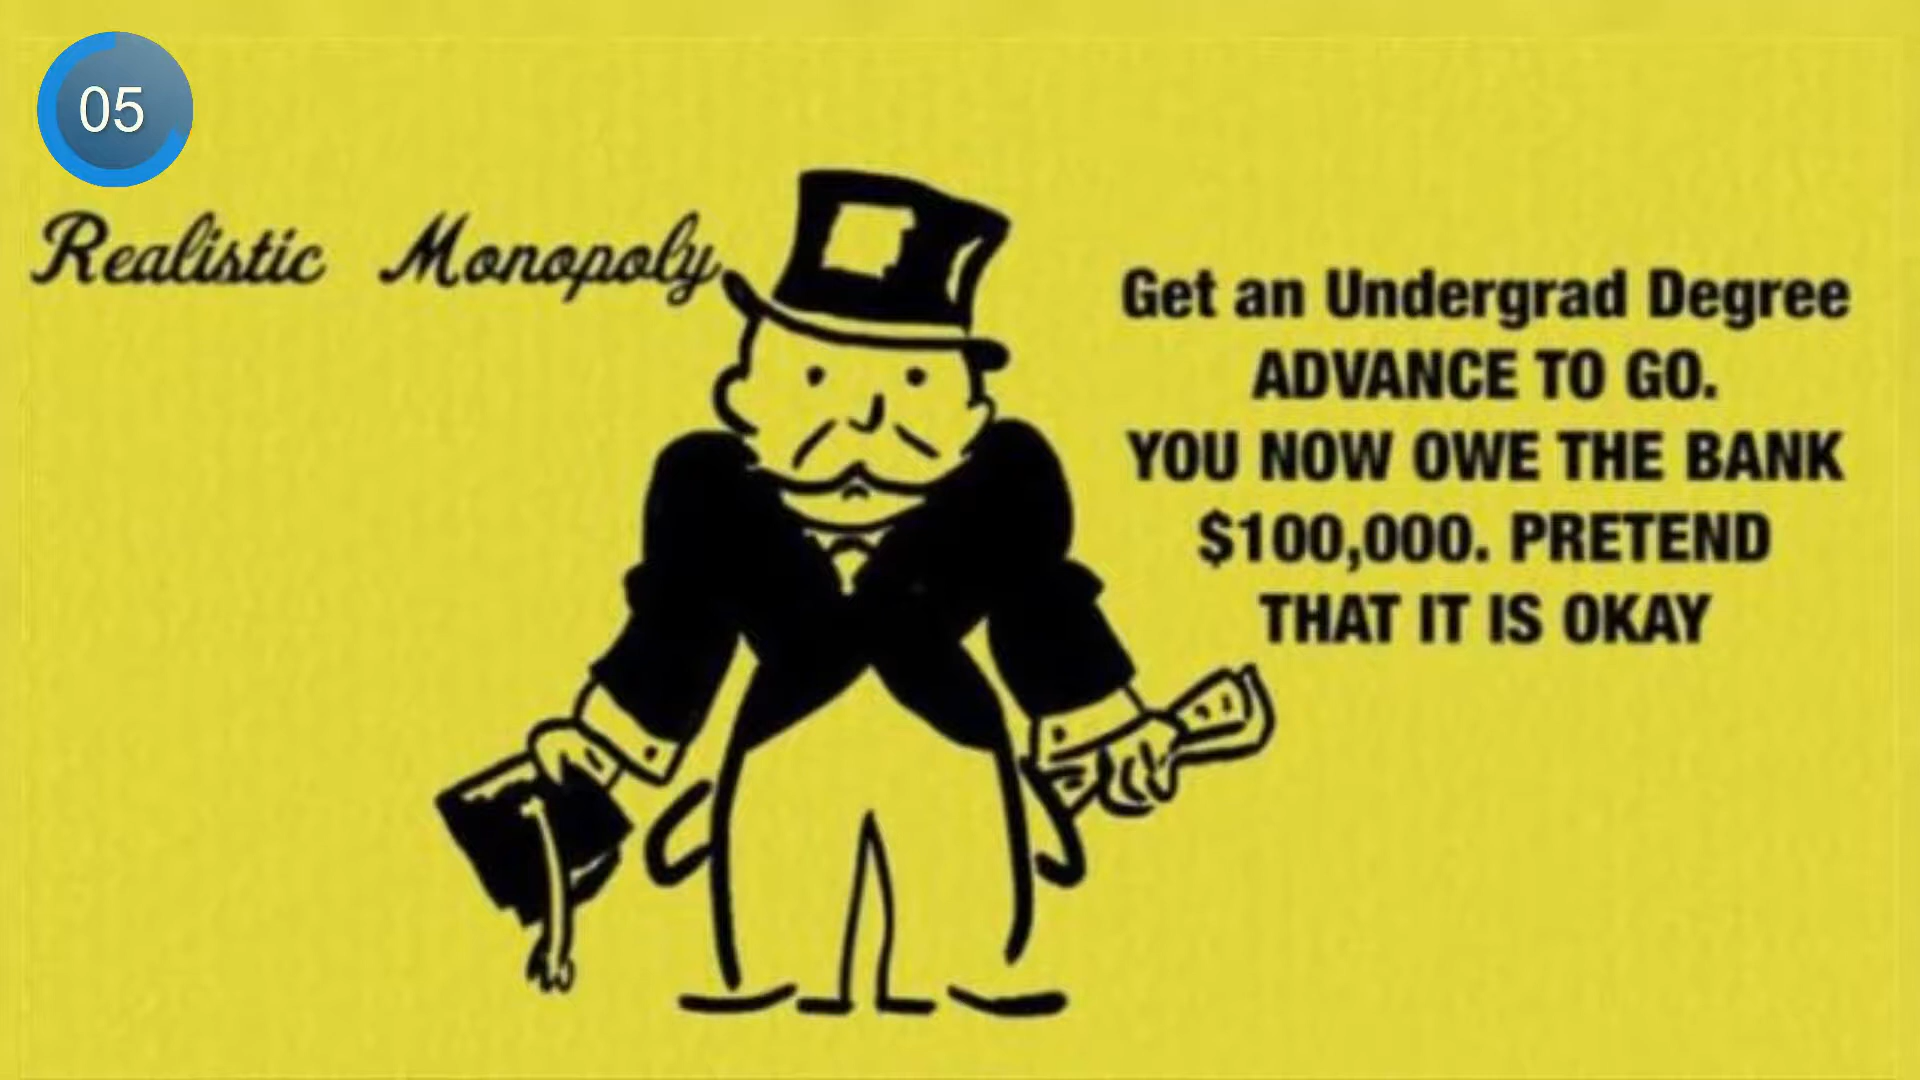 05
Realistic Monopoly
Get an Undergrad Degree
ADVANCE TO GO.
YOU NOW OWE THE BANK
$100,000. PRETEND
THAT IT IS OKAY